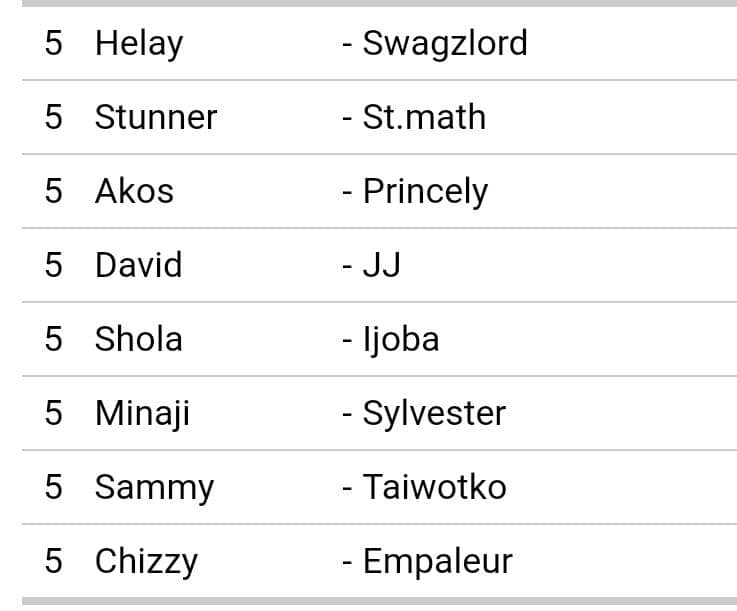 5 Helay - Swagzlord
5 Stunner - St.math
5 Akos - Princely
5 David - JJ
5 Shola - Ijoba
5 Minaji - Sylvester
5 Sammy - Taiwotko
5 Chizzy - Empaleur